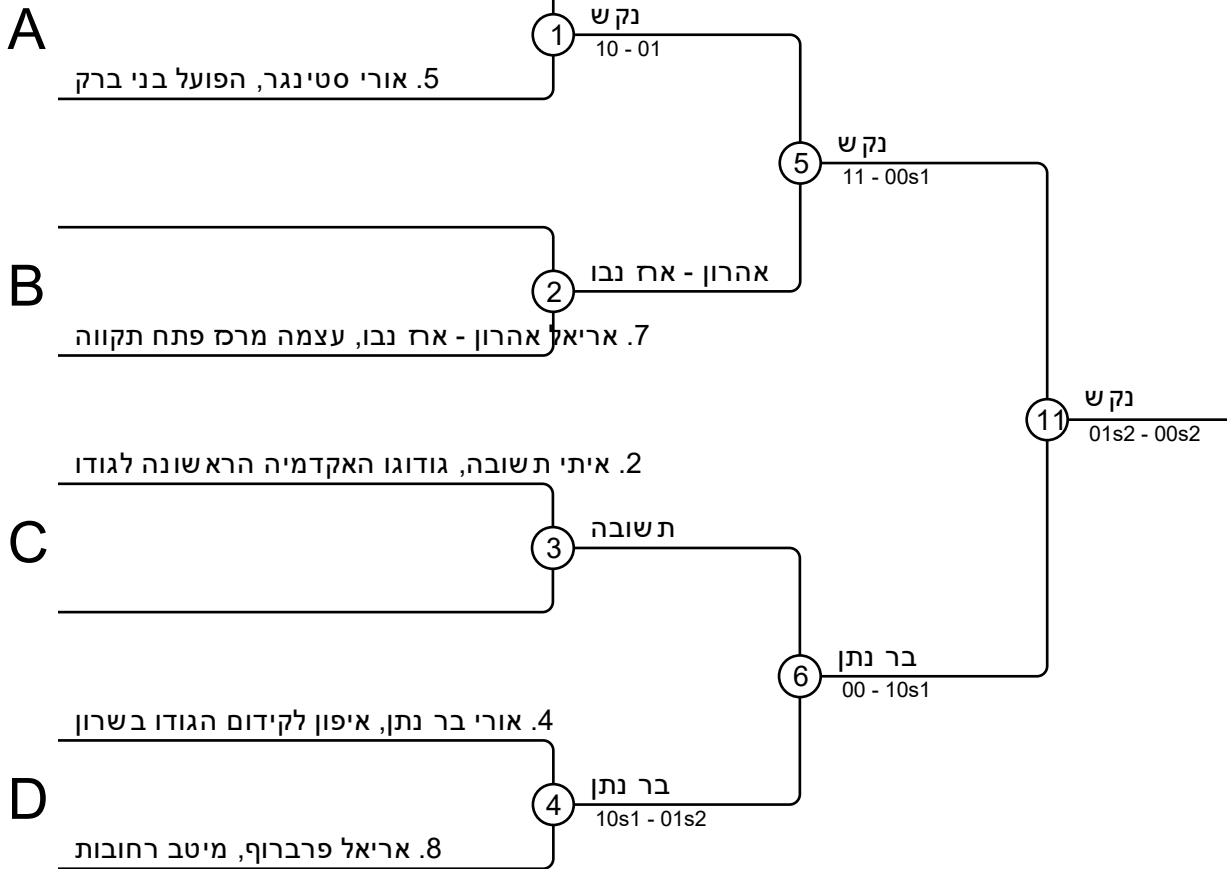 A
1
נקש
10 - 01
5. אורי סטינגר, הפועל בני ברק
5
נקש
11 - 00s1
B
2
אהרון - ארז נבו
7. אריאל אהרון - ארז נבו, עצמה מרכז פתח תקווה
11
נקש
01s2 - 00s2
2. איתי תשובה, גודוגו האקדמיה הראשונה לגודו
C
3
תשובה
6
בר נתן
00 - 10s1
4. אורי בר נתן, איפון לקידום הגודו בשרון
D
4
בר נתן
10s1 - 01s2
8. אריאל פרברוף, מיטב רחובות